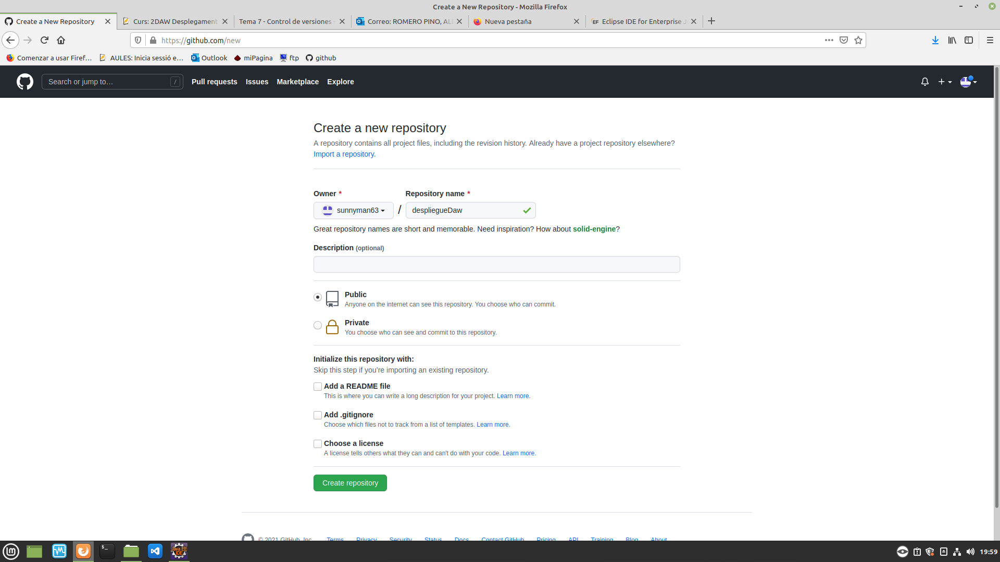 Create a New Repository - Mozilla Firefox
Create a New Repository
Curs: 2DAW Desplegament
Tema 7 - Control de versiones -
Correo: ROMERO PINO, ALE
Nueva pestaña
EF Eclipse IDE for Enterprise J
https://github.com/new
Comenzar a usar Firef…
AULES: Inicia sessió e…
Outlook
miPagina
ftp
github
Search or jump to…
/
Pull requests
Issues
Marketplace
Explore
Create a new repository
A repository contains all project files, including the revision history. Already have a project repository elsewhere?
Import a repository.
Owner *
Repository name *
sunnyman63
/
despliegueDaw
Great repository names are short and memorable. Need inspiration? How about solid-engine?
Description (optional)
Public
Anyone on the internet can see this repository. You choose who can commit.
Private
You choose who can see and commit to this repository.
Initialize this repository with:
Skip this step if you're importing an existing repository.
Add a README file
This is where you can write a long description for your project. Learn more.
Add .gitignore
Choose which files not to track from a list of templates. Learn more.
Choose a license
A license tells others what they can and can't do with your code. Learn more.
Create repository
© 2021 GitHub, Inc.
Terms
Privacy
Security
Status
Docs
Contact GitHub
Pricing
API
Training
Blog
About
Java EE
IDE
19:59